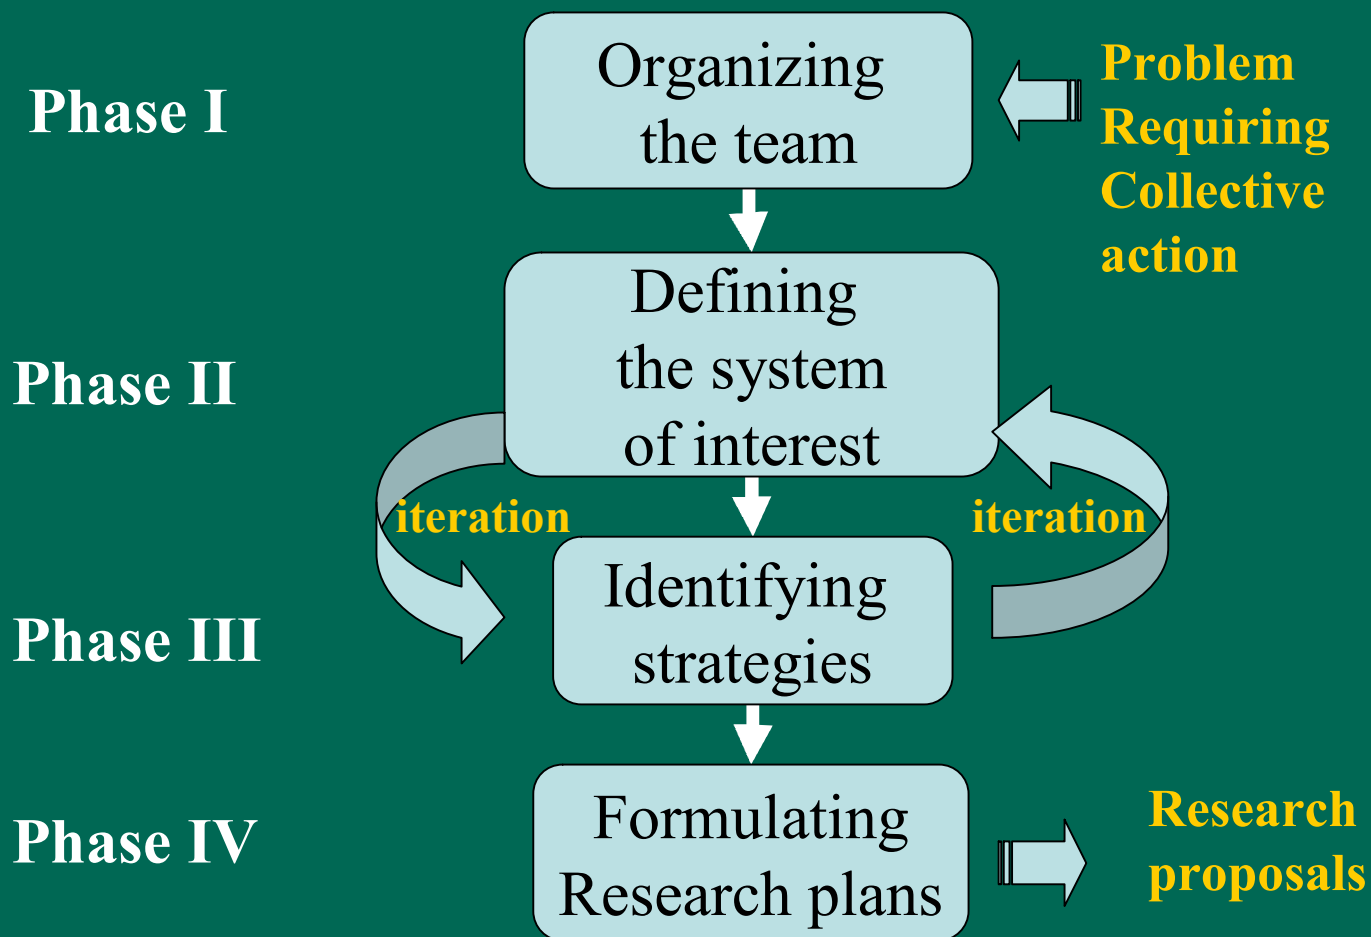 Phase I
Organizing
the team
Problem
Requiring
Collective
action
Phase II
Defining
the system
of interest
iteration
iteration
Phase III
Identifying
strategies
Phase IV
Formulating
Research plans
Research
proposals